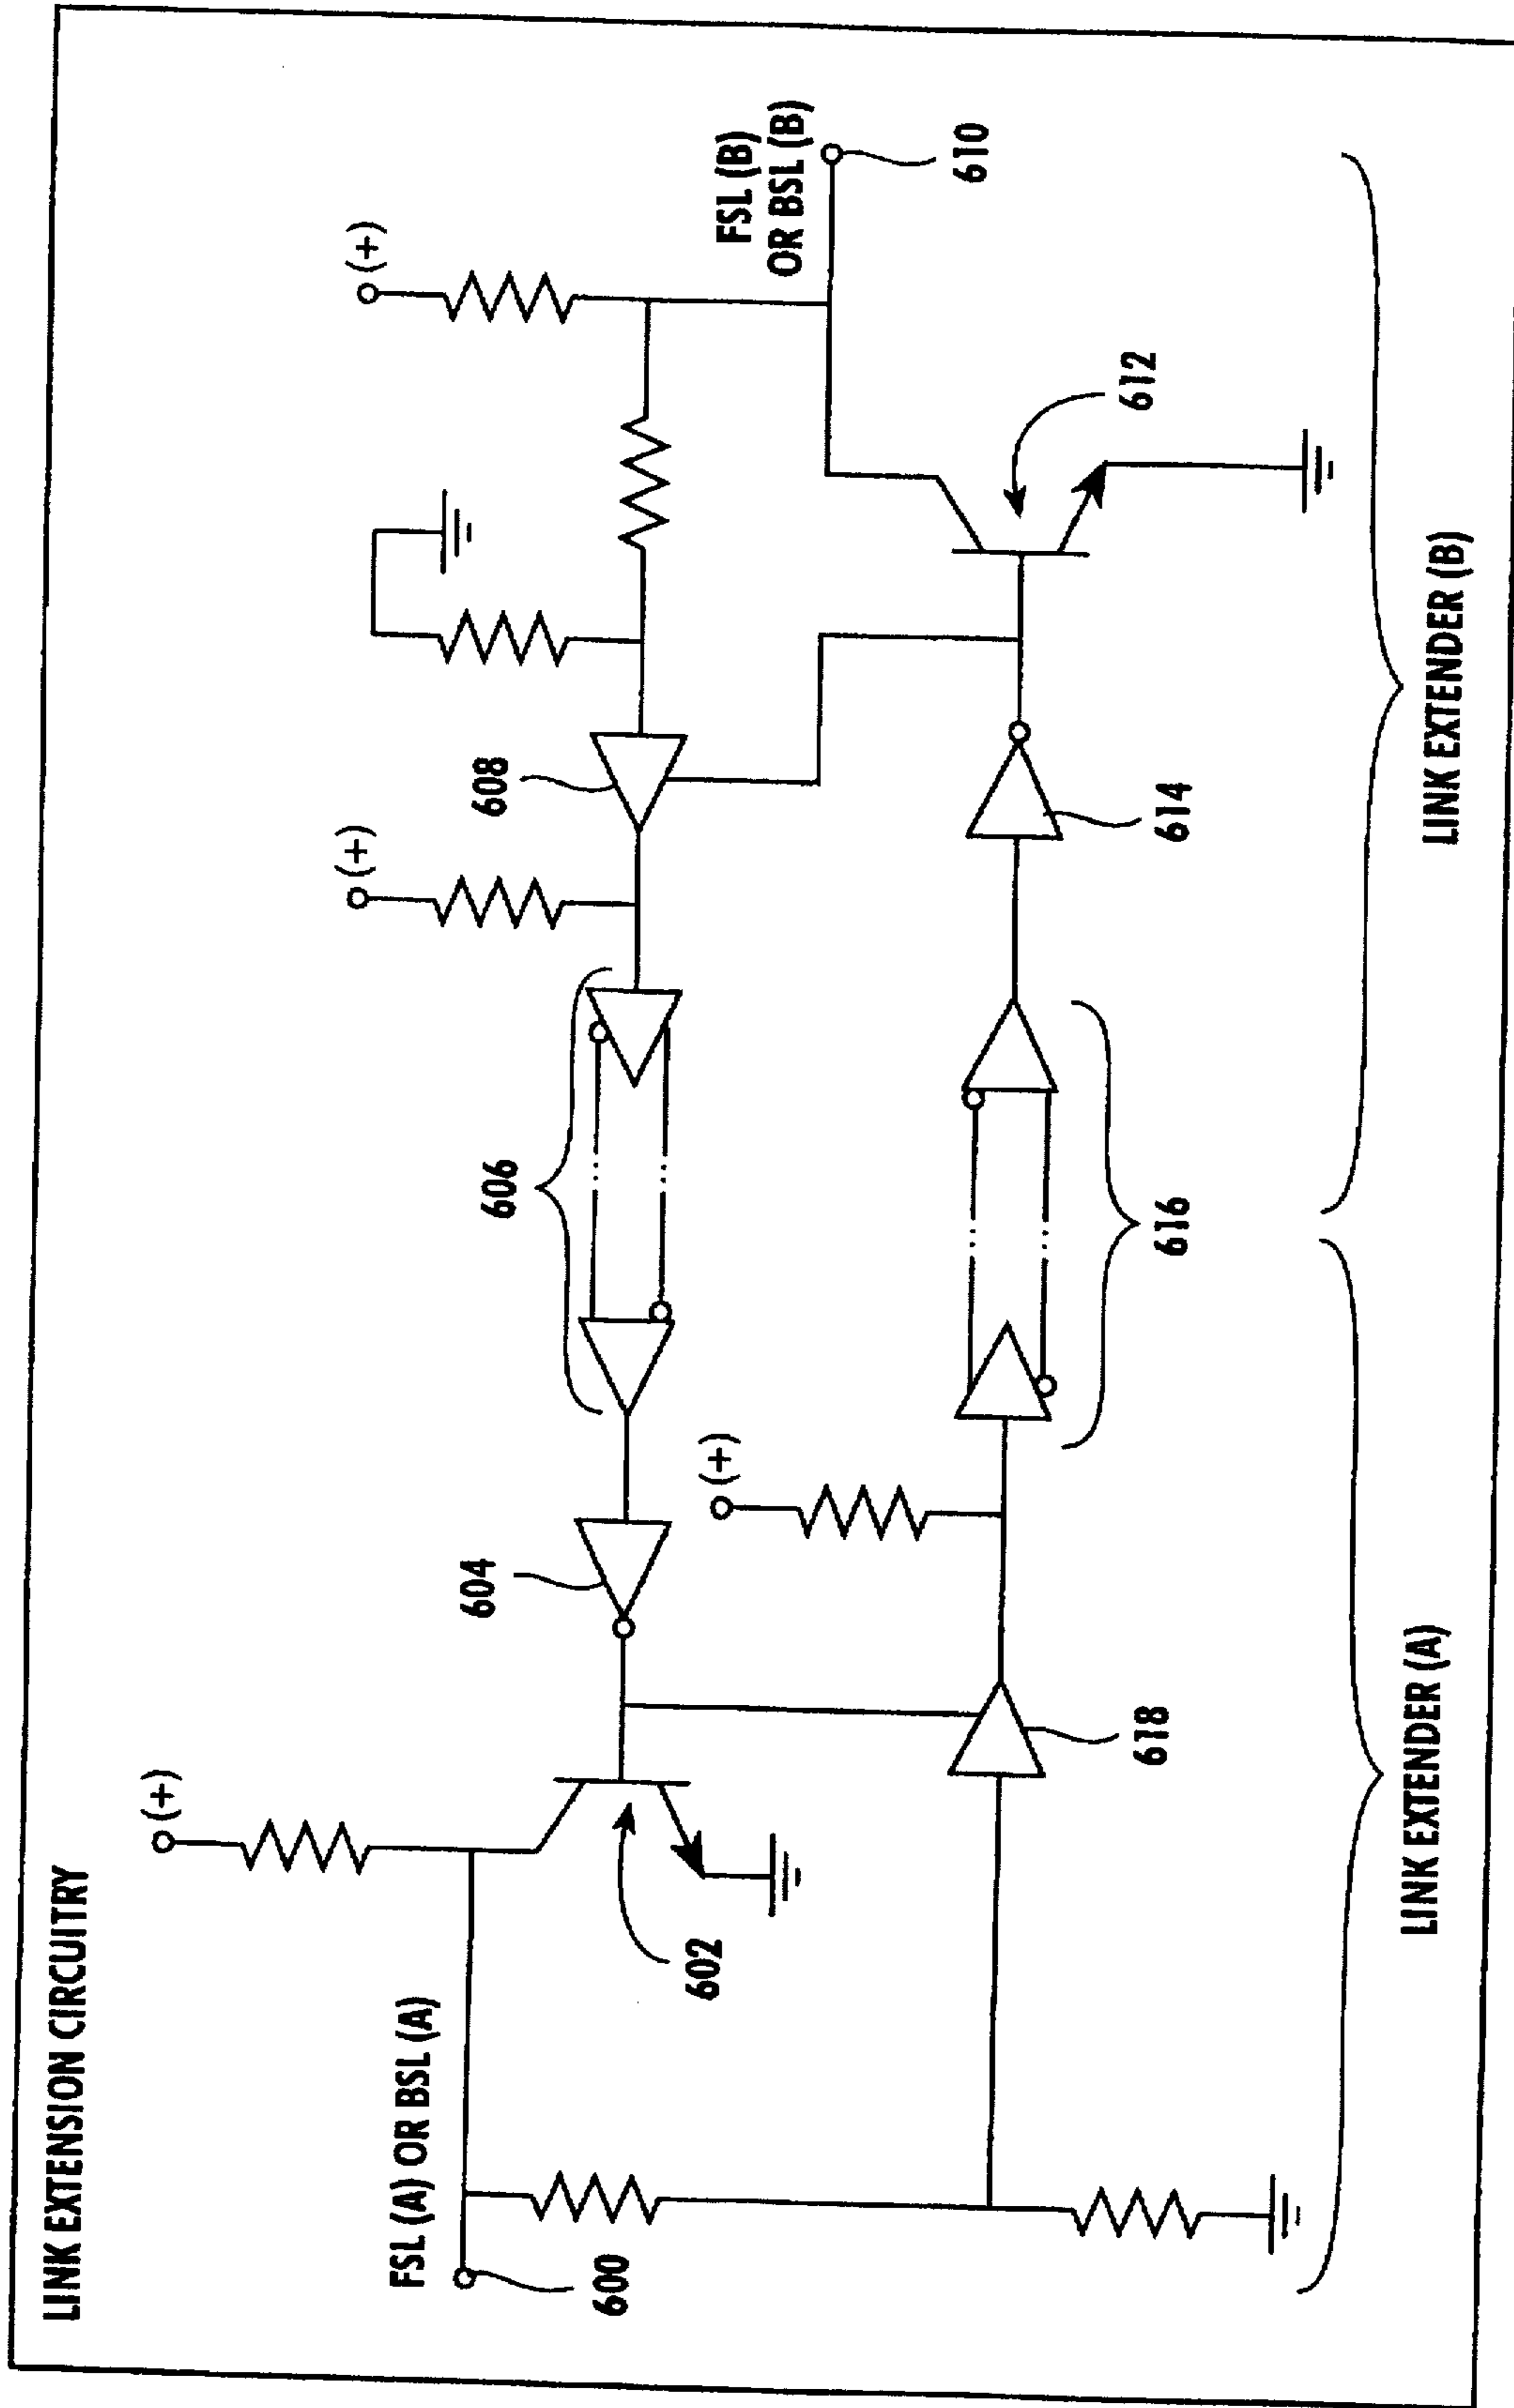 LINK EXTENSION CIRCUITRY
(+)
(+)
(+)
FSL (A) OR BSL (A)
604
606
608
FSL (B)
OR BSL (B)
600
602
(+)
610
612
618
616
614
LINK EXTENDER (A)
LINK EXTENDER (B)